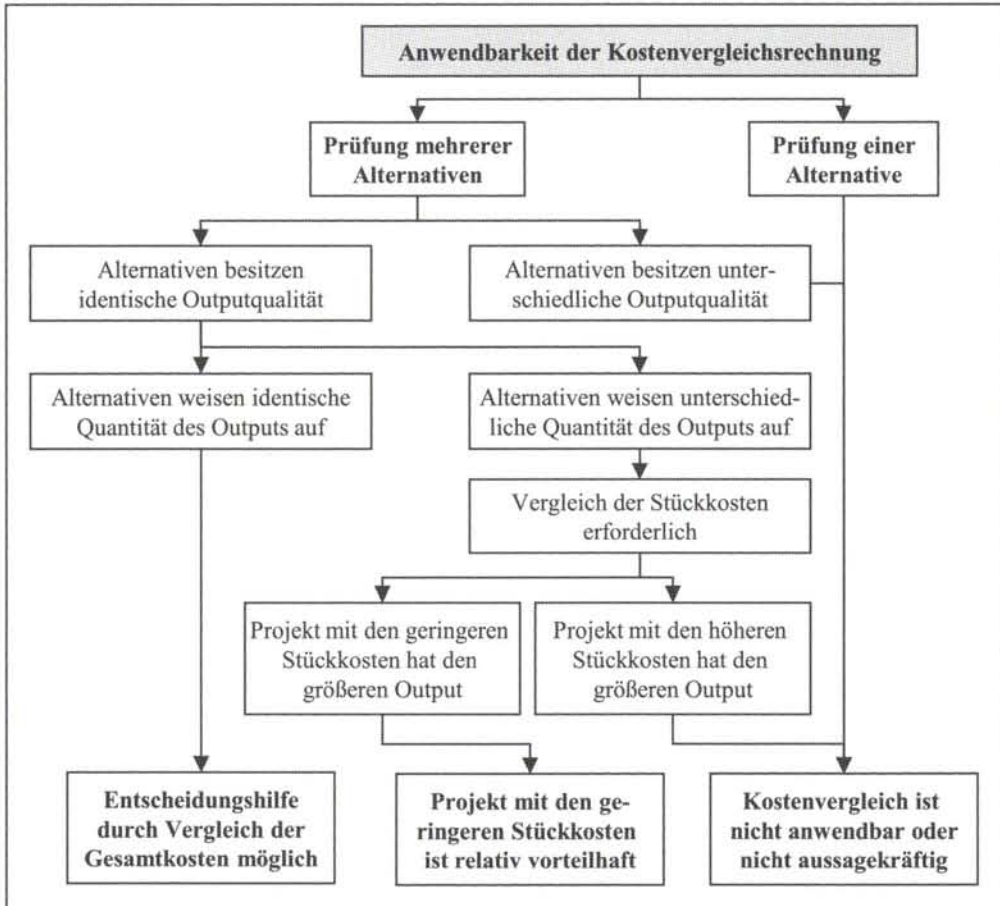 Anwendbarkeit der Kostenvergleichsrechnung
Prüfung mehrerer
Alternativen
Prüfung einer
Alternative
Alternativen besitzen
identische Outputqualität
Alternativen besitzen unter-
schiedliche Outputqualität
Alternativen weisen identische
Quantität des Outputs auf
Alternativen weisen unterschied-
liche Quantität des Outputs auf
Vergleich der Stückkosten
erforderlich
Projekt mit den geringeren
Stückkosten hat den
größeren Output
Projekt mit den höheren
Stückkosten hat den
größeren Output
Entscheidungshilfe
durch Vergleich der
Gesamtkosten möglich
Projekt mit den ge-
ringeren Stückkosten
ist relativ vorteilhaft
Kostenvergleich ist
nicht anwendbar oder
nicht aussagekräftig